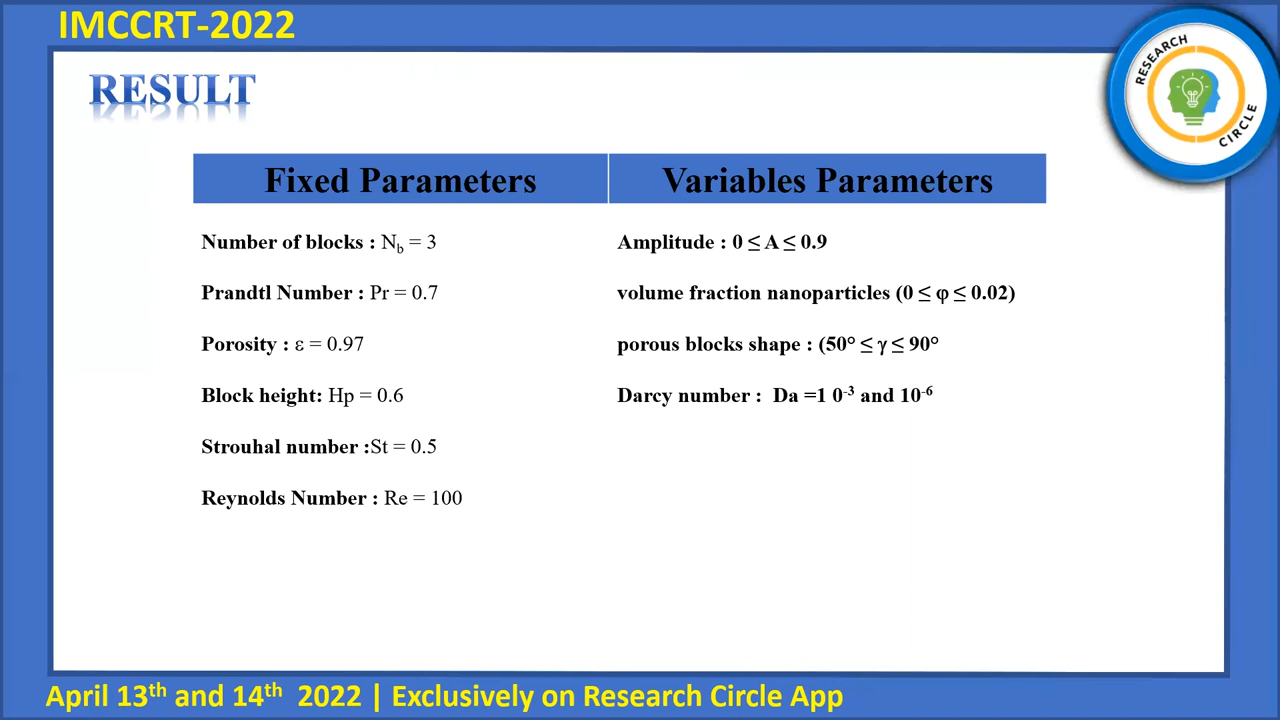 IMCCRT-2022
RESEARCH CIRCLE
RESULT
Fixed Parameters
Variables Parameters
Number of blocks : Nb = 3
Amplitude : 0 ≤ A ≤ 0.9
Prandtl Number : Pr = 0.7
volume fraction nanoparticles (0 ≤ φ ≤ 0.02)
Porosity : ε = 0.97
porous blocks shape : (50° ≤ γ ≤ 90°
Block height: Hp = 0.6
Darcy number :  Da =1 0-3 and 10-6
Strouhal number :St = 0.5
Reynolds Number : Re = 100
April 13th and 14th  2022 | Exclusively on Research Circle App